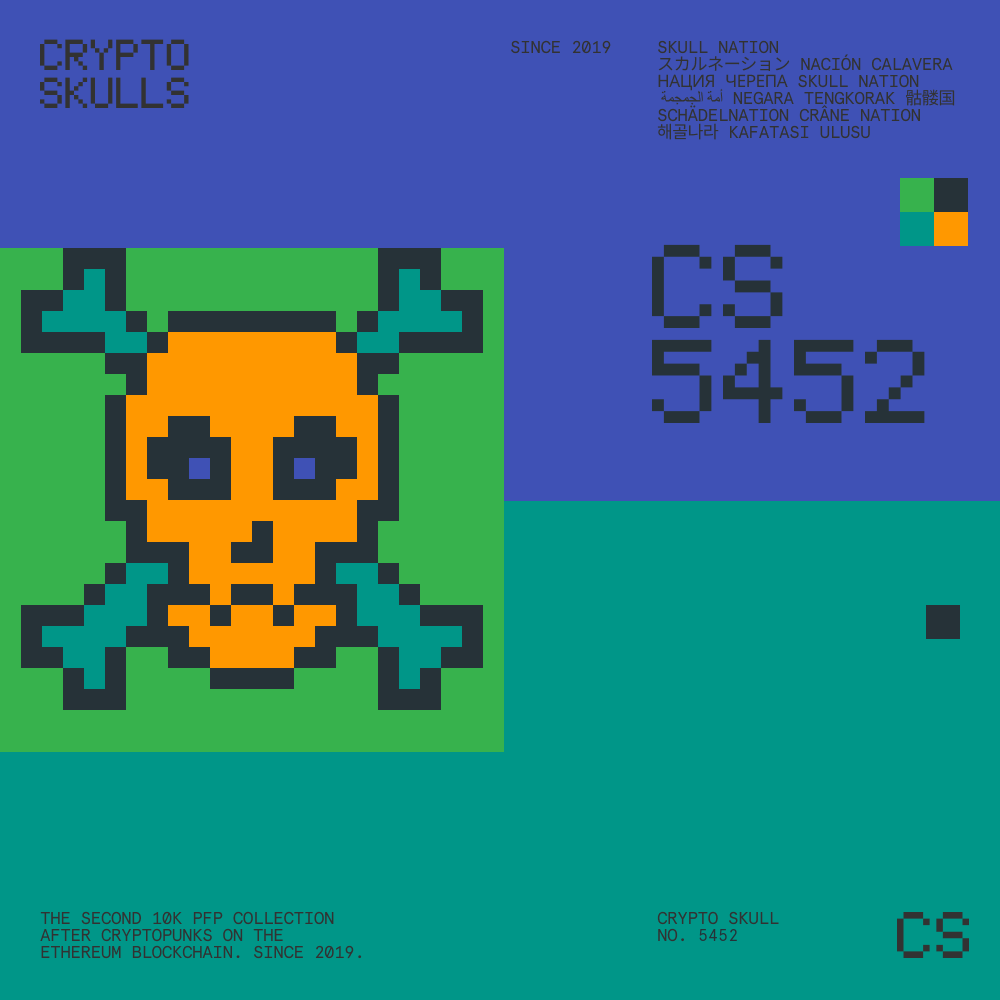 CRYPTO
SKULLS
SINCE 2019
SKULL NATION
スカルネーション NACIÓN CALAVERA
НАЦИЯ ЧЕРЕПА SKULL NATION
أمة الجمجمة NEGARA TENGKORAK 骷髅国
SCHÄDELNATION CRÂNE NATION
해골나라 KAFATASI ULUSU
CS
5452
THE SECOND 10K PFP COLLECTION
AFTER CRYPTOPUNKS ON THE
ETHEREUM BLOCKCHAIN. SINCE 2019.
CRYPTO SKULL
NO. 5452
CS